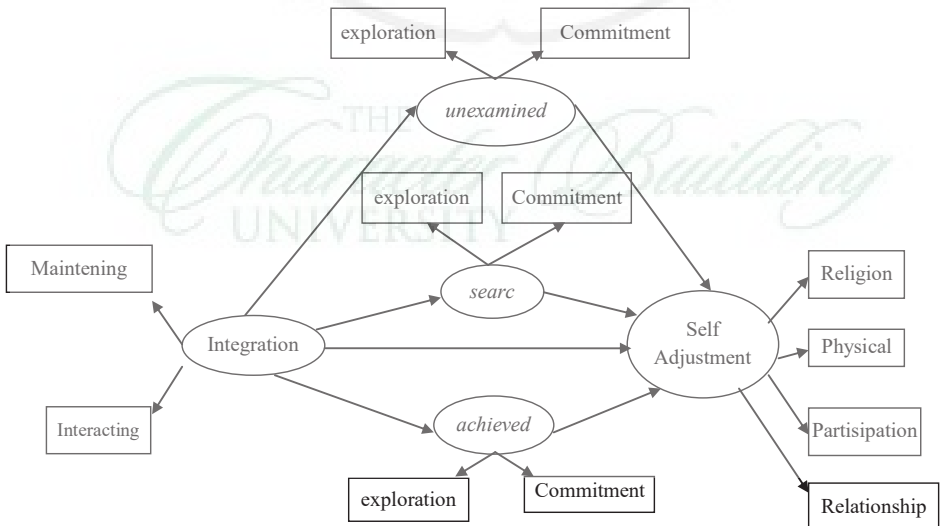 exploration
Commitment
unexamined
THE
Character Building
UNIVERSITY
exploration
Commitment
Maintening
searc
Religion
Integration
Self
Adjustment
Physical
Interacting
achieved
Partisipation
exploration
Commitment
Relationship